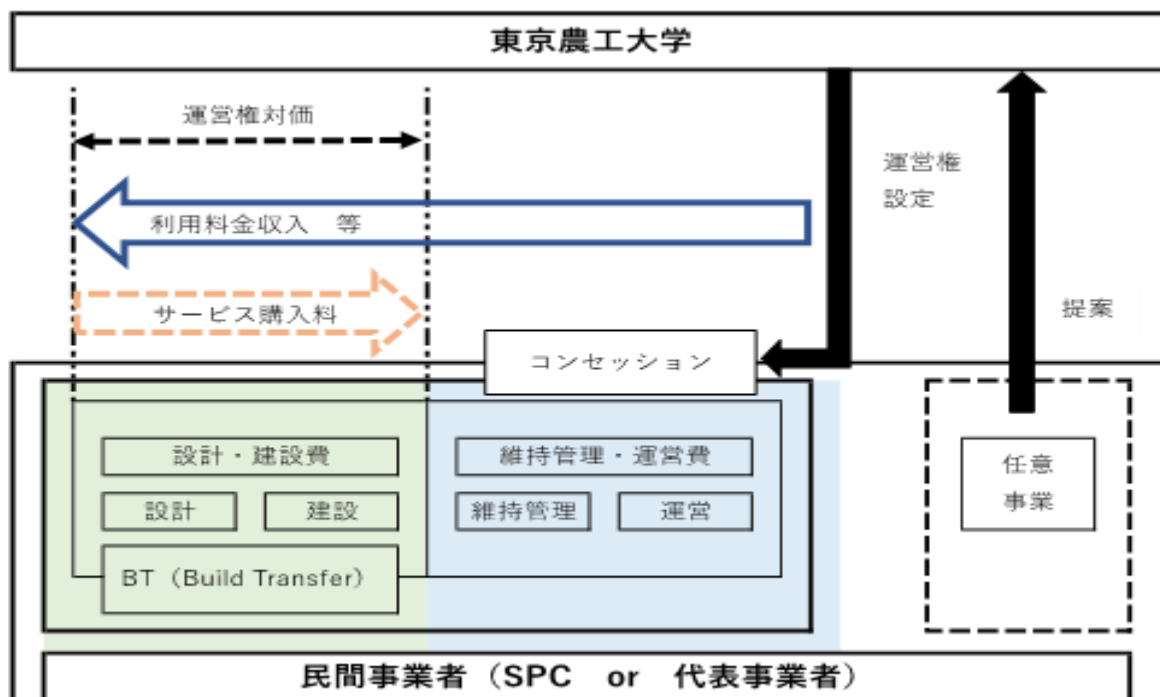 東京農工大学
運営権対価
運営権
設定
利用料金収入　等
提案
サービス購入料
コンセッション
設計・建設費
維持管理・運営費
設計
建設
維持管理
運営
任意
事業
BT（Build Transfer）
民間事業者（SPC　or　代表事業者）